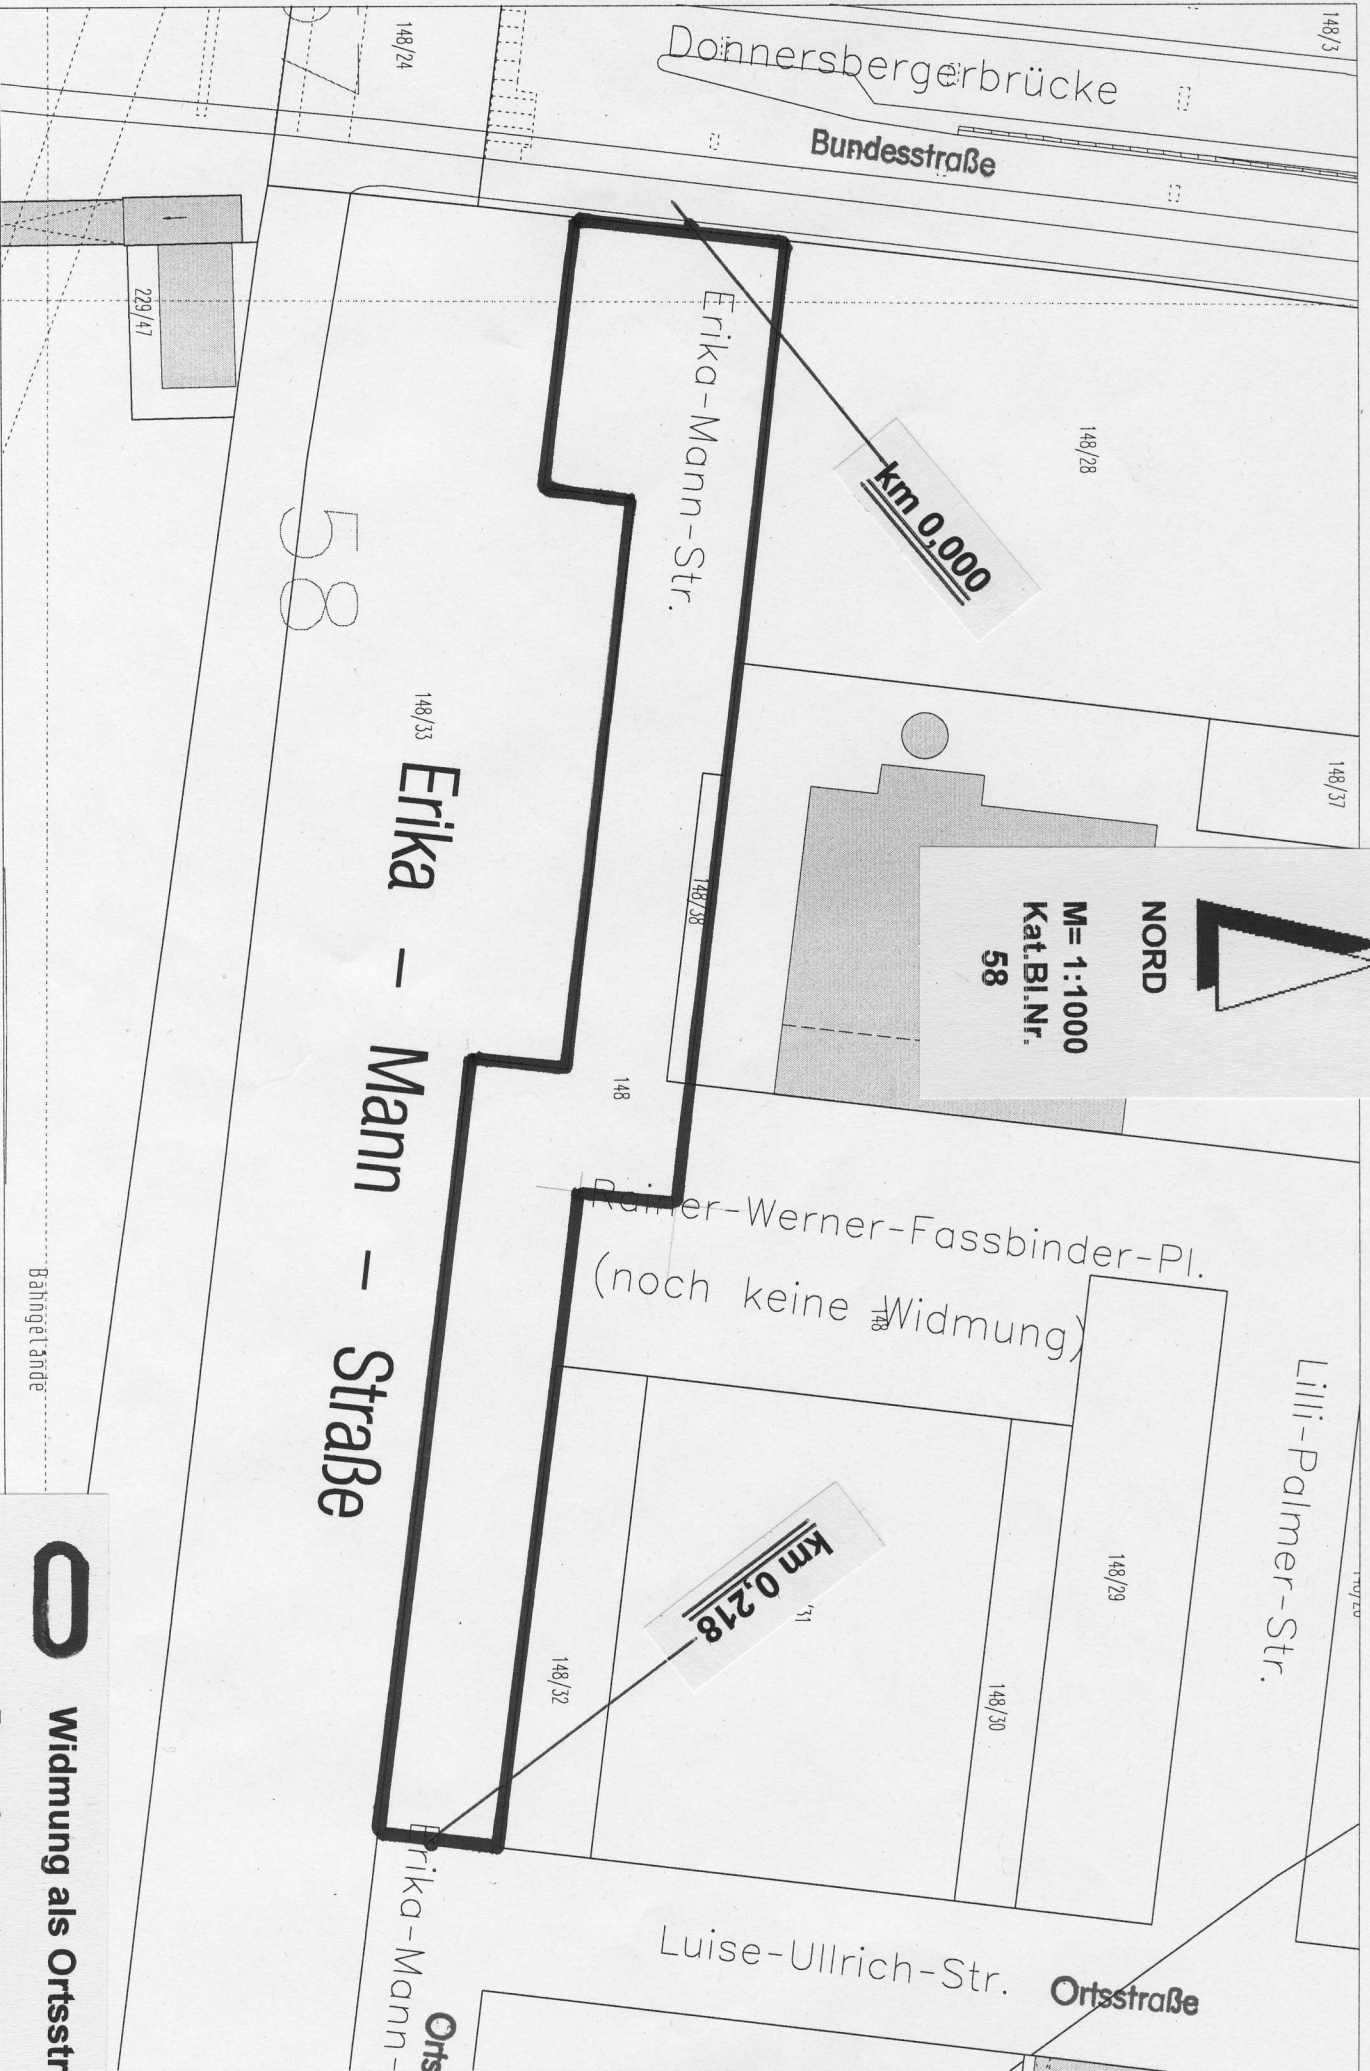 148/24
Donnersbergerbrücke
148/3
Bundesstraße
229/47
Erika-Mann-Str.
km 0,000
148/28
58
148/33
148/37
Erika – Mann – Straße
148/38
NORD
M= 1:1000
Kat.Bl.Nr.
58
148
Rainer-Werner-Fassbinder-Pl.
(noch keine Widmung)
148
Bahngelände
Lilli-Palmer-Str.
km 0,218
148/29
148/32
148/30
Widmung als Ortsstr
Erika-Mann-
Luise-Ullrich-Str.
Ortsstraße
Orts